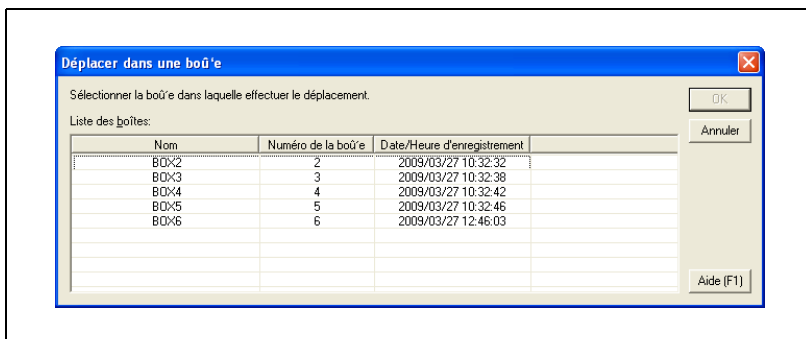 Déplacer dans une boû'e
Sélectionner la boû´e dans laquelle effectuer le déplacement.
Liste des boîtes:
Nom Numéro de la boû´e Date/Heure d'enregistrement
BOX2 2 2009/03/27 10:32:32
BOX3 3 2009/03/27 10:32:38
BOX4 4 2009/03/27 10:32:42
BOX5 5 2009/03/27 10:32:46
BOX6 6 2009/03/27 12:46:03
OK
Annuler
Aide (F1)